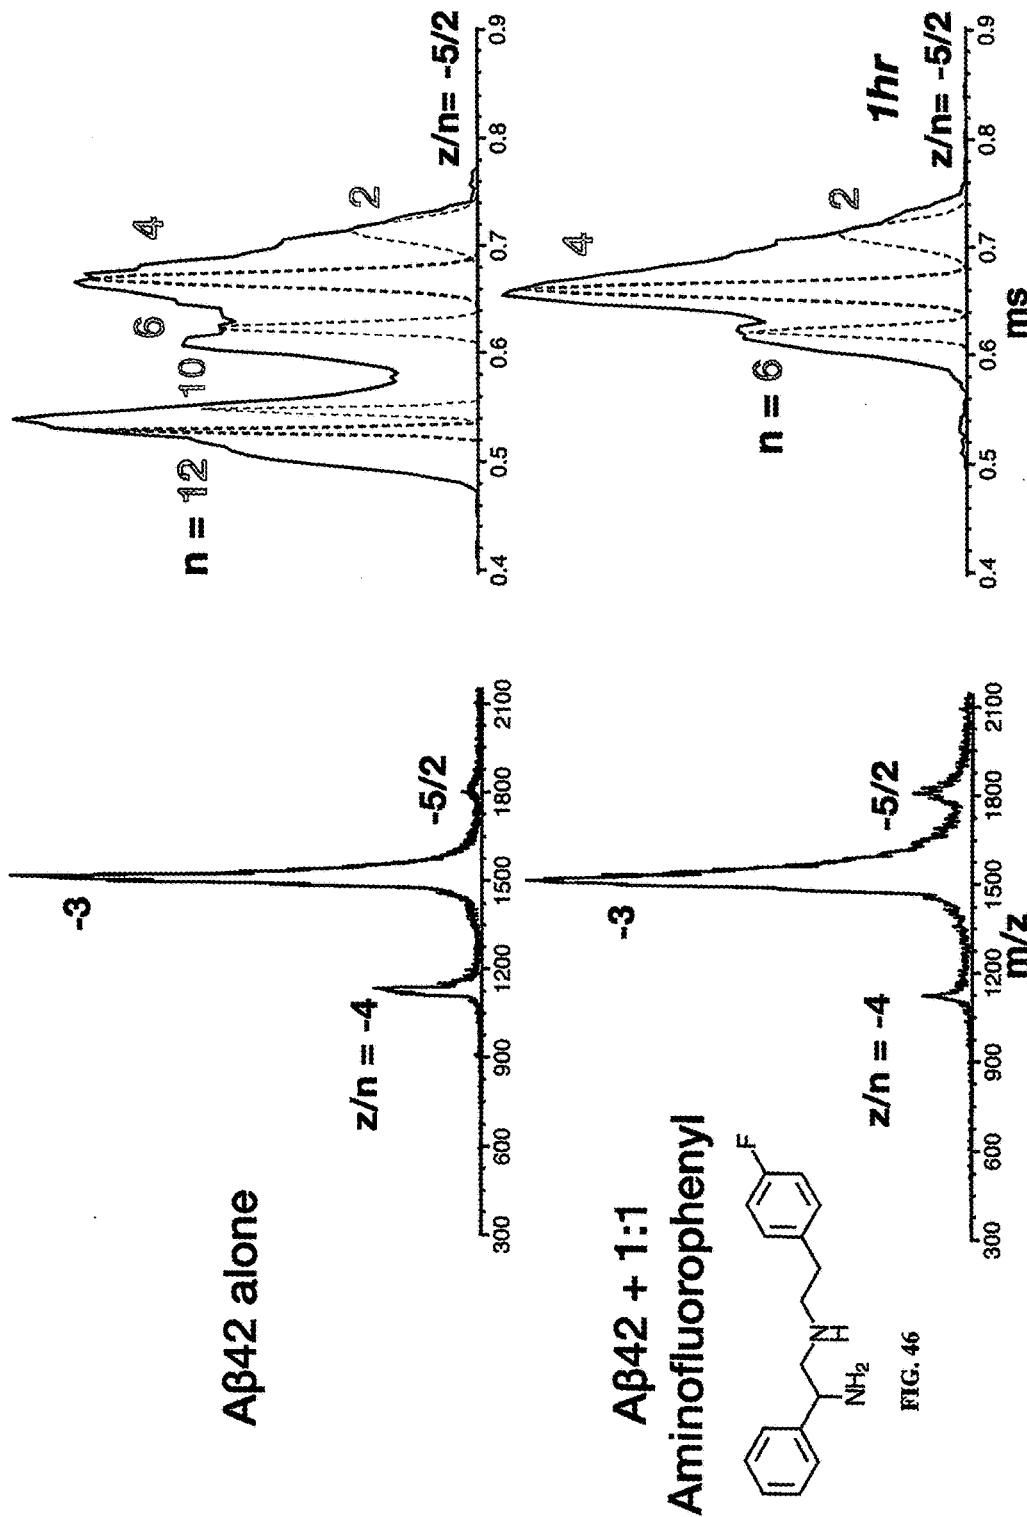 Aβ42 alone
z/n = -4
-3
-5/2
300 600 900 1200 1500 1800 2100
n = 12
10
6
4
2
z/n= -5/2
0.4 0.5 0.6 0.7 0.8 0.9
Aβ42 + 1:1
Aminofluorophenyl
F
N
H
NH2
z/n = -4
-3
-5/2
300 600 900 1200 1500 1800 2100
m/z
n = 6
4
2
1hr
z/n= -5/2
0.4 0.5 0.6 0.7 0.8 0.9
ms
FIG. 46